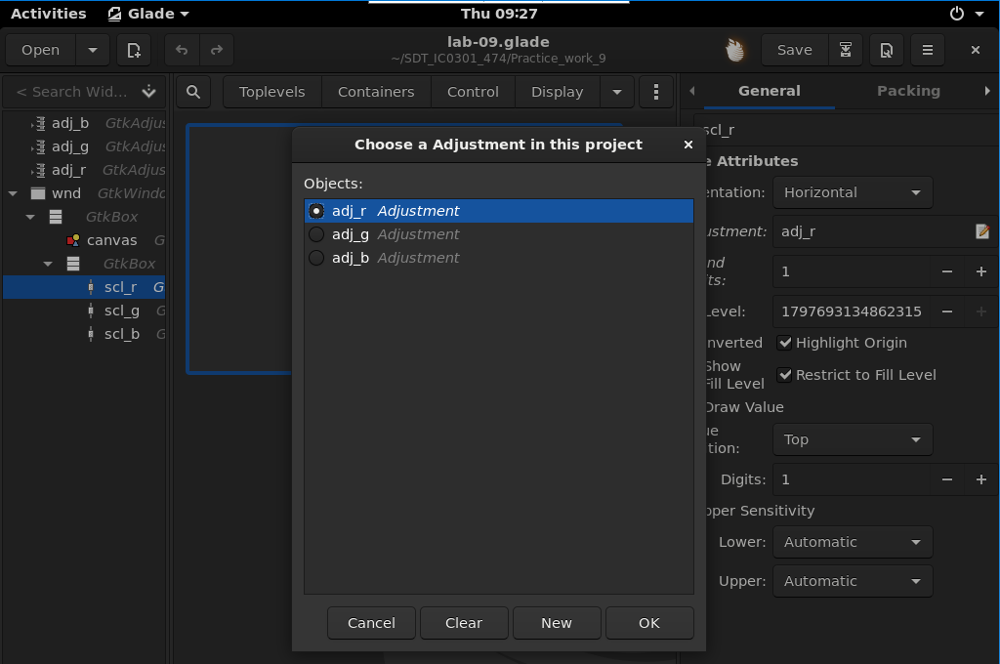 Activities Glade Thu 09:27
Open lab-09.glade Save
~/SDT_IC0301_474/Practice_work_9
< Search Wid... Toplevels Containers Control Display General Packing
adj_b GtkAdjus
adj_g GtkAdjus
adj_r GtkAdjus
wnd GtkWindo
GtkBox
canvas G
GtkBox
scl_r G
scl_g G
scl_b G
Choose a Adjustment in this project
Objects:
adj_r Adjustment
adj_g Adjustment
adj_b Adjustment
Cancel Clear New OK
scl_r
e Attributes
entation: Horizontal
ustment: adj_r
nd
its: 1
Level: 1797693134862315
nverted Highlight Origin
Show
Fill Level Restrict to Fill Level
Draw Value
ue
tion: Top
Digits: 1
pper Sensitivity
Lower: Automatic
Upper: Automatic